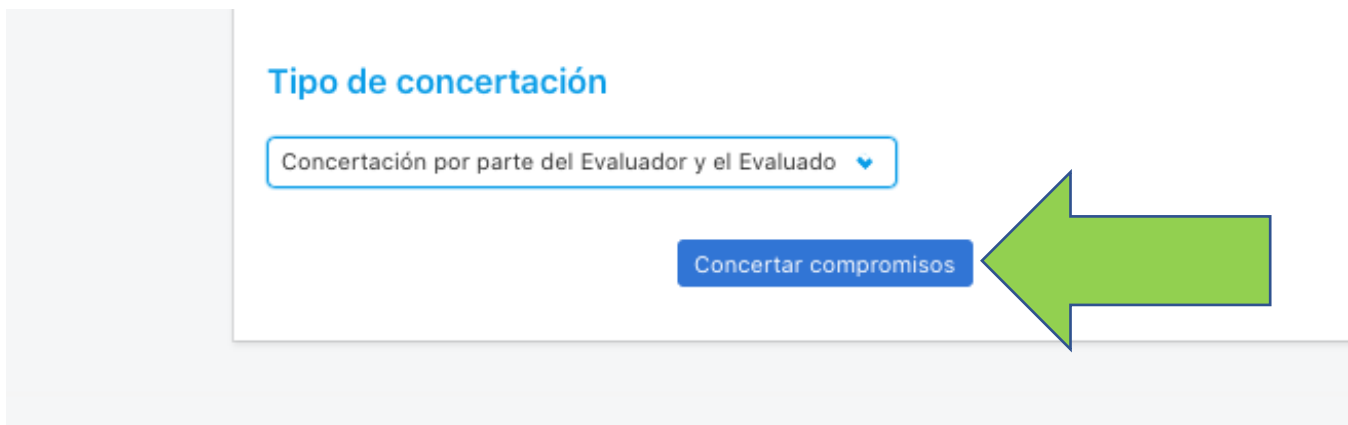 Tipo de concertación
Concertación por parte del Evaluador y el Evaluado
Concertar compromisos